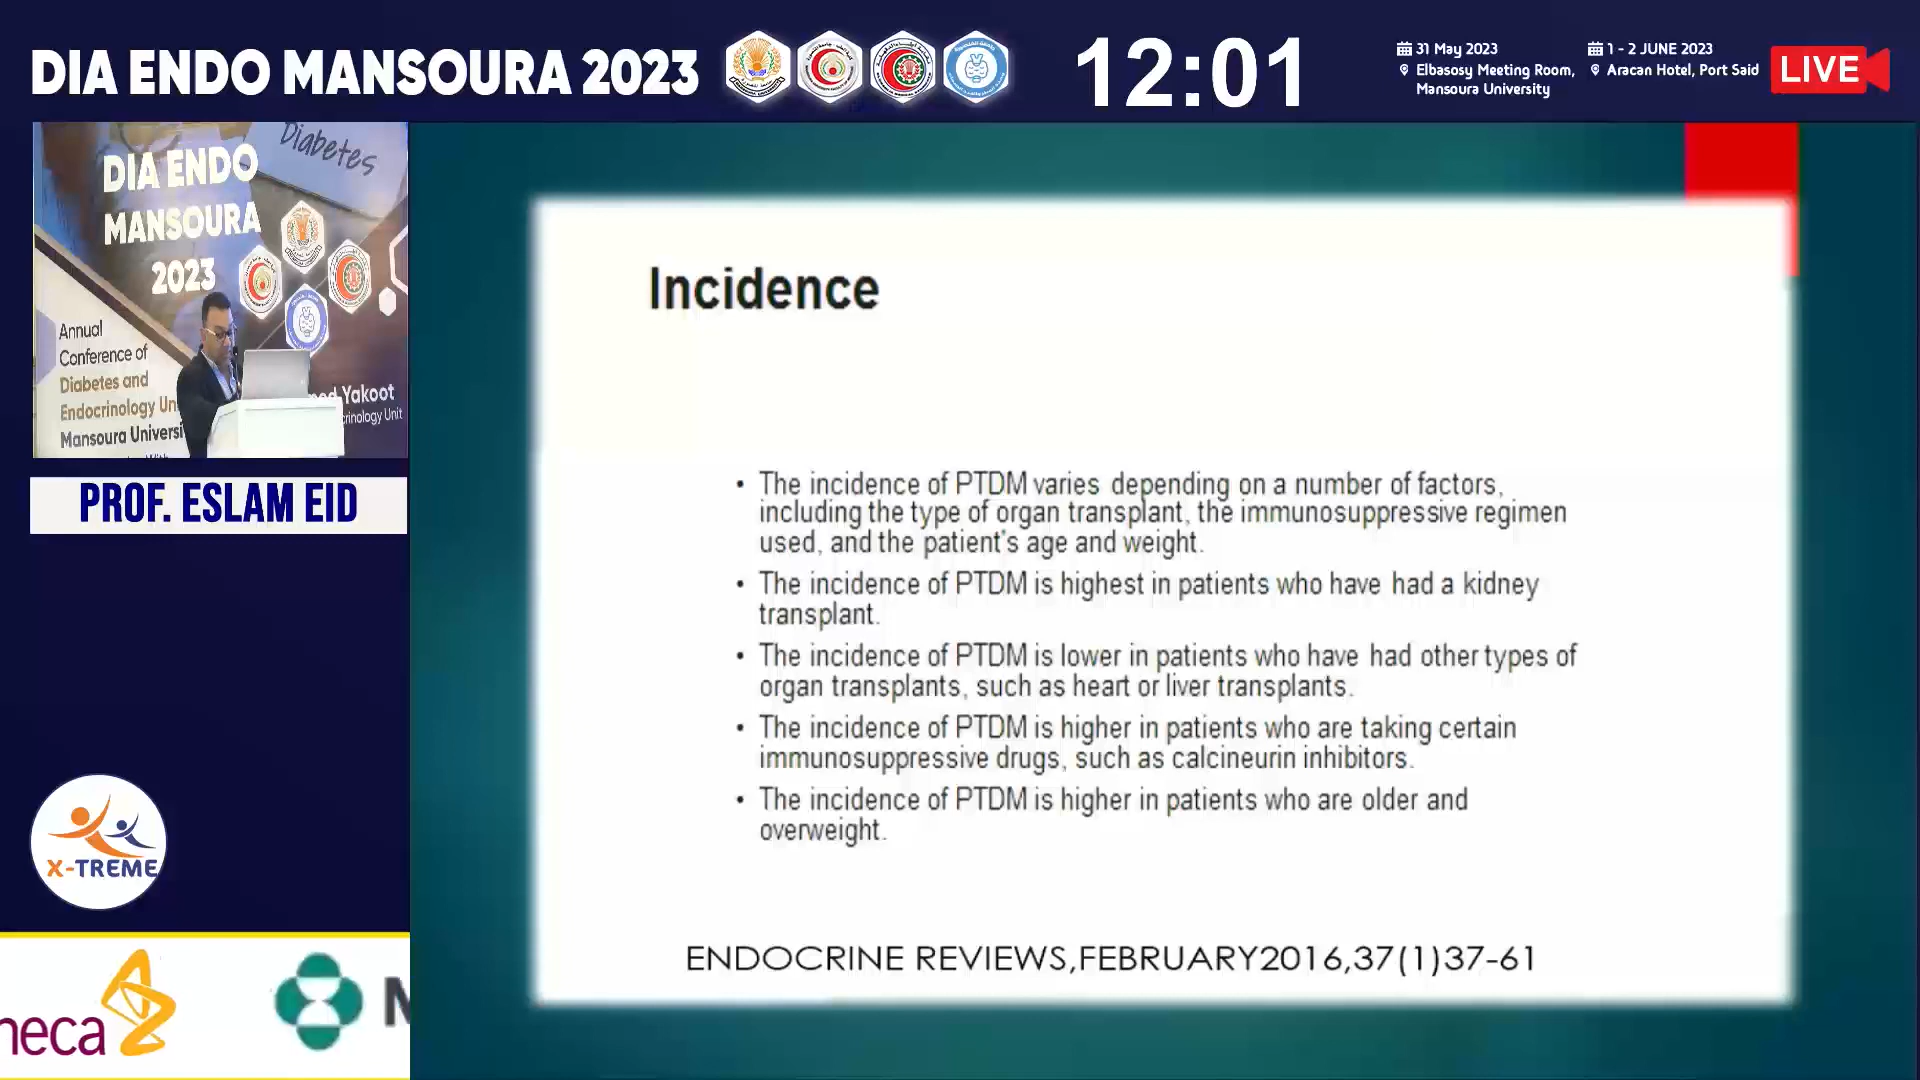 DIA ENDO MANSOURA 2023
12:01
31 May 2023
Elbasosy Meeting Room,
Mansoura University
1 - 2 JUNE 2023
Aracan Hotel, Port Said
LIVE
Diabetes
DIA ENDO
MANSOURA
2023
Annual
Conference of
Diabetes and
Endocrinology Un
Mansoura Universi
Yakoot
crinology Unit
PROF. ESLAM EID
X-TREME
neca
Incidence
• The incidence of PTDM varies depending on a number of factors,
including the type of organ transplant, the immunosuppressive regimen
used, and the patient's age and weight.
• The incidence of PTDM is highest in patients who have had a kidney
transplant.
• The incidence of PTDM is lower in patients who have had other types of
organ transplants, such as heart or liver transplants.
• The incidence of PTDM is higher in patients who are taking certain
immunosuppressive drugs, such as calcineurin inhibitors.
• The incidence of PTDM is higher in patients who are older and
overweight.
ENDOCRINE REVIEWS,FEBRUARY2016,37(1)37-61